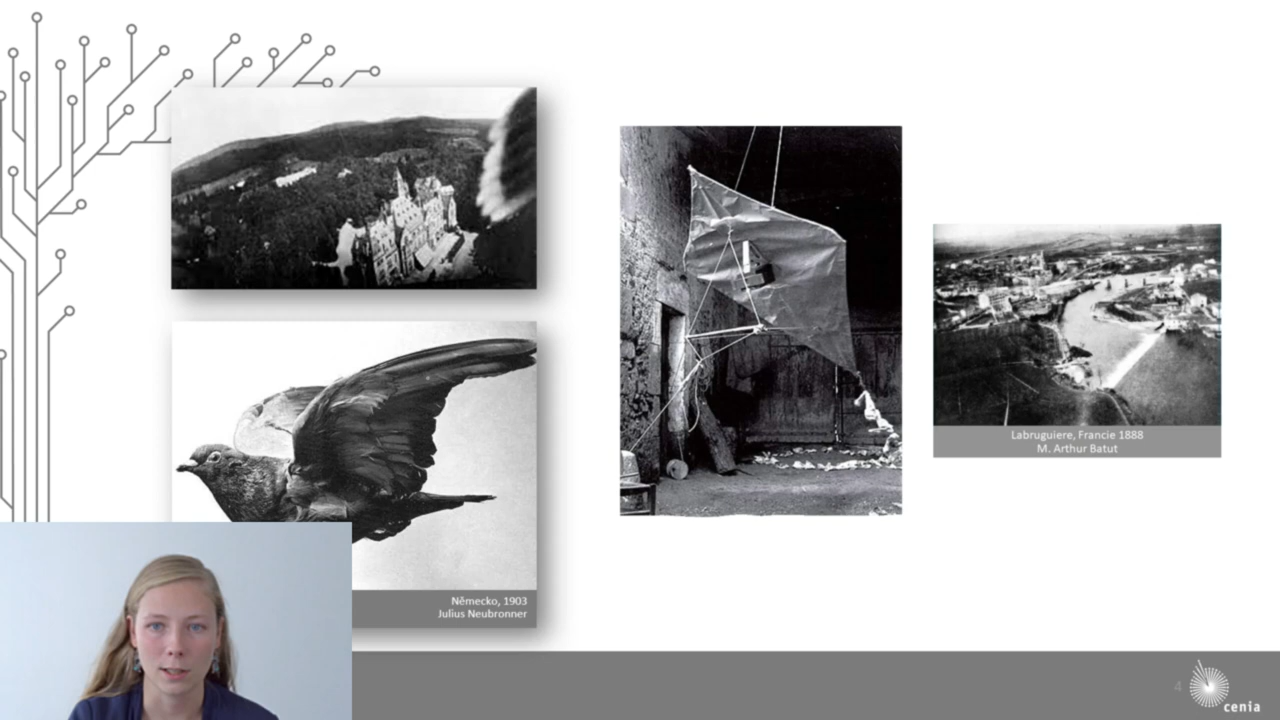 Německo, 1903
Julius Neubronner
Labruguiere, Francie 1888
M. Arthur Batut
4
cenia